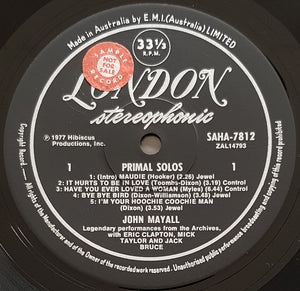 Made in Australia by E.M.I. (Australia) LIMITED
33⅓
R.P.M.
SAMPLE RECORD
NOT
FOR
SALE
LONDON
stereophonic
℗ 1977 Hibiscus
Productions, Inc.
SAHA-7812
ZAL14793
1 PRIMAL SOLOS 1
1: (Intro) MAUDIE (Hooker) (2.26) Jewel
2: IT HURTS TO BE IN LOVE (Toombs-Dixon) (3.19) Control
3: HAVE YOU EVER LOVED A WOMAN (Myles) (6.41) Control
4: BYE BYE BIRD (Dixon-Williamson) (3.48) Jewel
5: I'M YOUR HOOCHIE COOCHIE MAN
(Dixon) (3.53) Jewel
JOHN MAYALL
Legendary performances from the Archives,
with ERIC CLAPTON, MICK
TAYLOR AND JACK
BRUCE